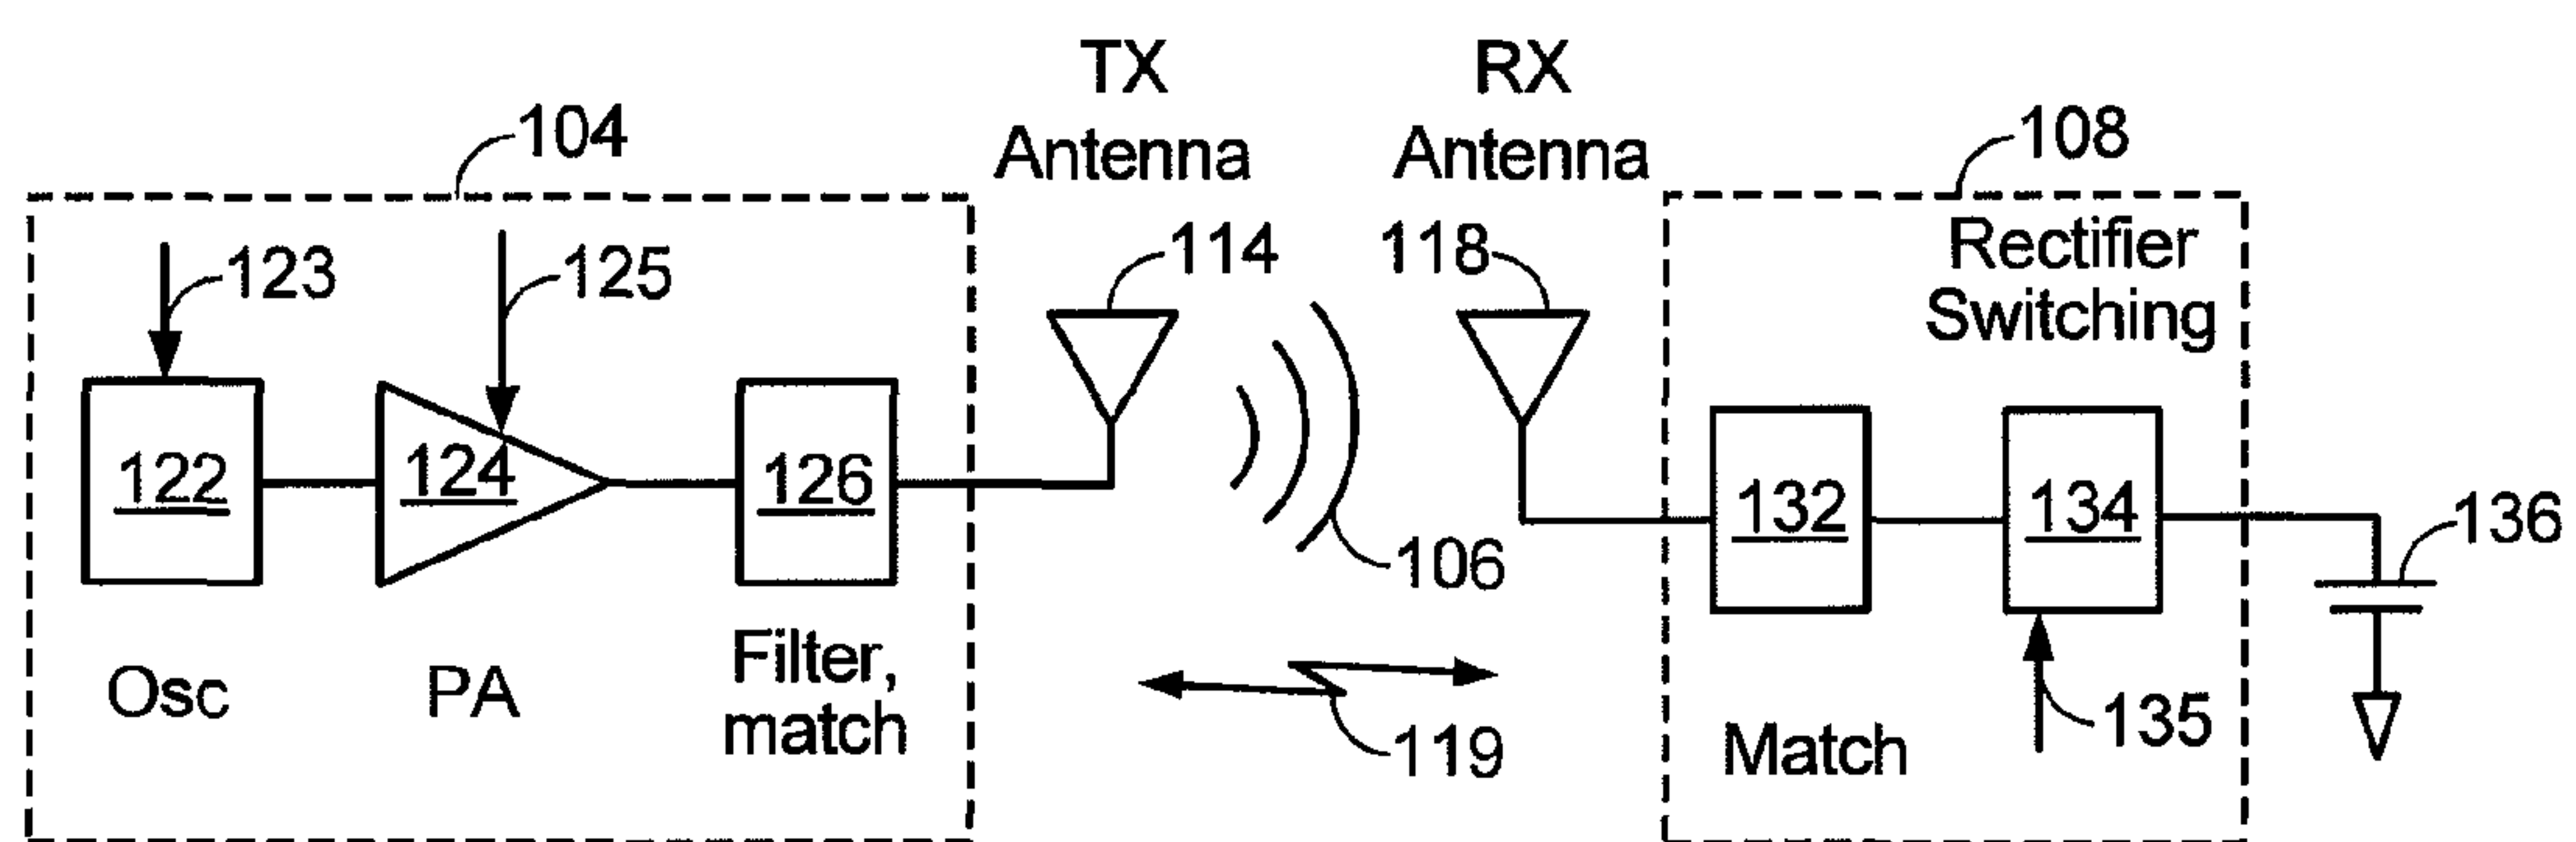 TX
Antenna
RX
Antenna
104
108
114
118
123
125
Rectifier
Switching
122
124
126
106
132
134
136
Osc
PA
Filter,
match
119
Match
135